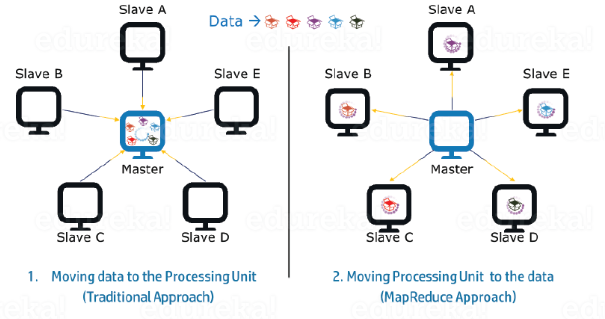 Data →
Slave A
Slave B
Slave E
Master
Slave C
Slave D
1. Moving data to the Processing Unit
(Traditional Approach)
Slave A
Slave B
Slave E
Master
Slave C
Slave D
2. Moving Processing Unit to the data
(MapReduce Approach)
edureka!